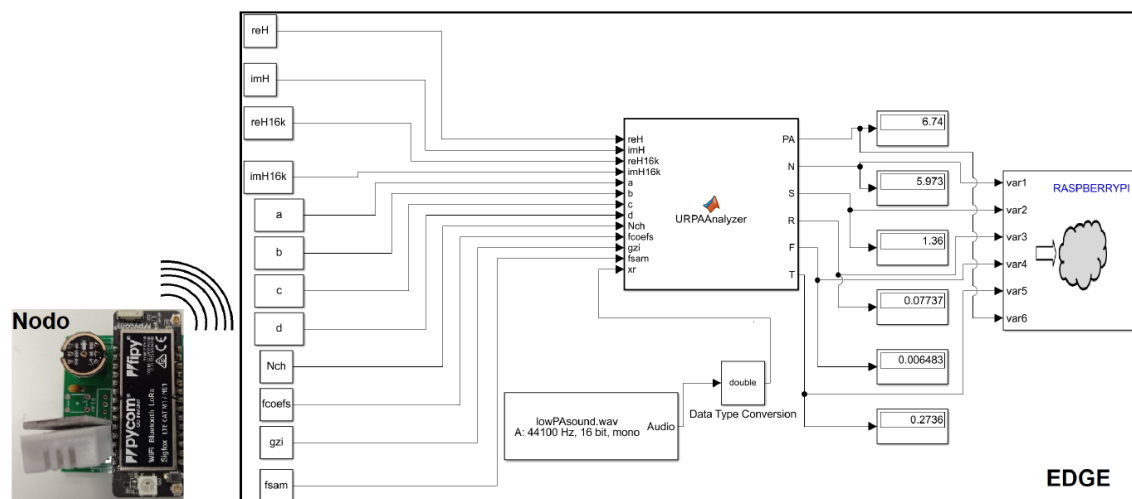 reH
imH
reH16k
imH16k
a
b
c
d
Nch
fcoefs
gzi
fsam
Nodo
pycom
fipy
WiFi Bluetooth LoRa
Sigfox LTE CAT M1 / NB1
reH
imH
reH16k
imH16k
a
b
c
d
Nch
fcoefs
gzi
fsam
xr
URPAAnalyzer
PA
N
S
R
F
T
lowPAsound.wav
A: 44100 Hz, 16 bit, mono
Audio
double
Data Type Conversion
6.74
5.973
1.36
0.07737
0.006483
0.2736
RASPBERRYPI
var1
var2
var3
var4
var5
var6
EDGE